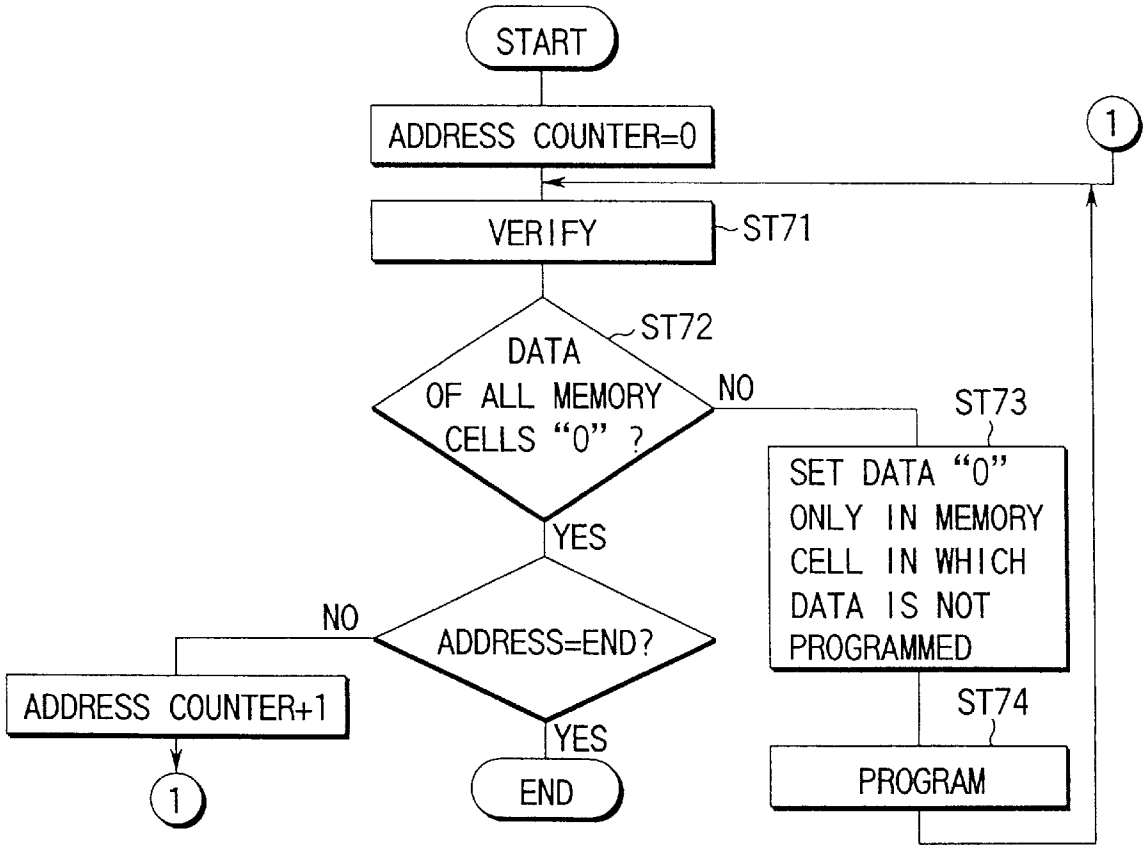 START
ADDRESS COUNTER=0
1
VERIFY
ST71
ST72
DATA
OF ALL MEMORY
CELLS “0” ?
NO
YES
ST73
SET DATA “0”
ONLY IN MEMORY
CELL IN WHICH
DATA IS NOT
PROGRAMMED
ST74
PROGRAM
ADDRESS=END?
NO
ADDRESS COUNTER+1
1
YES
END